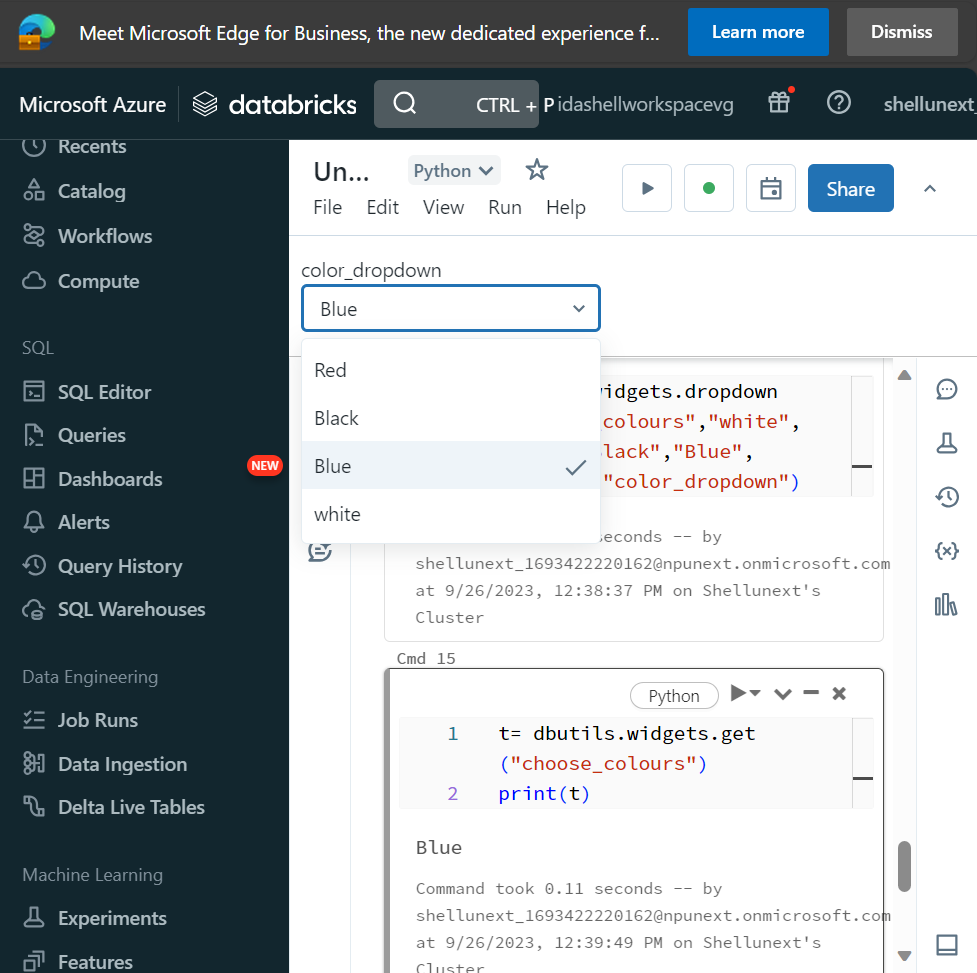 Meet Microsoft Edge for Business, the new dedicated experience f...
Learn more
Dismiss
Microsoft Azure
databricks
CTRL + P
idashellworkspacevg
shellunext_
Recents
Catalog
Workflows
Compute
SQL
SQL Editor
Queries
Dashboards
NEW
Alerts
Query History
SQL Warehouses
Data Engineering
Job Runs
Data Ingestion
Delta Live Tables
Machine Learning
Experiments
Features
Un...
Python
File Edit View Run Help
Share
color_dropdown
Blue
Red
Black
Blue
white
idgets.dropdown
colours","white",
lack","Blue",
"color_dropdown")
seconds -- by
shellunext_1693422220162@npunext.onmicrosoft.com
at 9/26/2023, 12:38:37 PM on Shellunext's
Cluster
Cmd 15
Python
1 t= dbutils.widgets.get
("choose_colours")
2 print(t)
Blue
Command took 0.11 seconds -- by
shellunext_1693422220162@npunext.onmicrosoft.com
at 9/26/2023, 12:39:49 PM on Shellunext's
Cluster